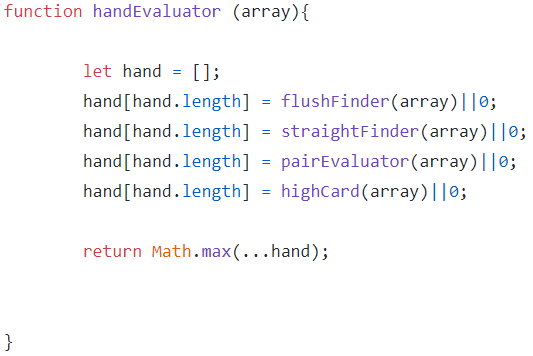 function handEvaluator (array){
let hand = [];
hand[hand.length] = flushFinder(array)||0;
hand[hand.length] = straightFinder(array)||0;
hand[hand.length] = pairEvaluator(array)||0;
hand[hand.length] = highCard(array)||0;
return Math.max(...hand);
}